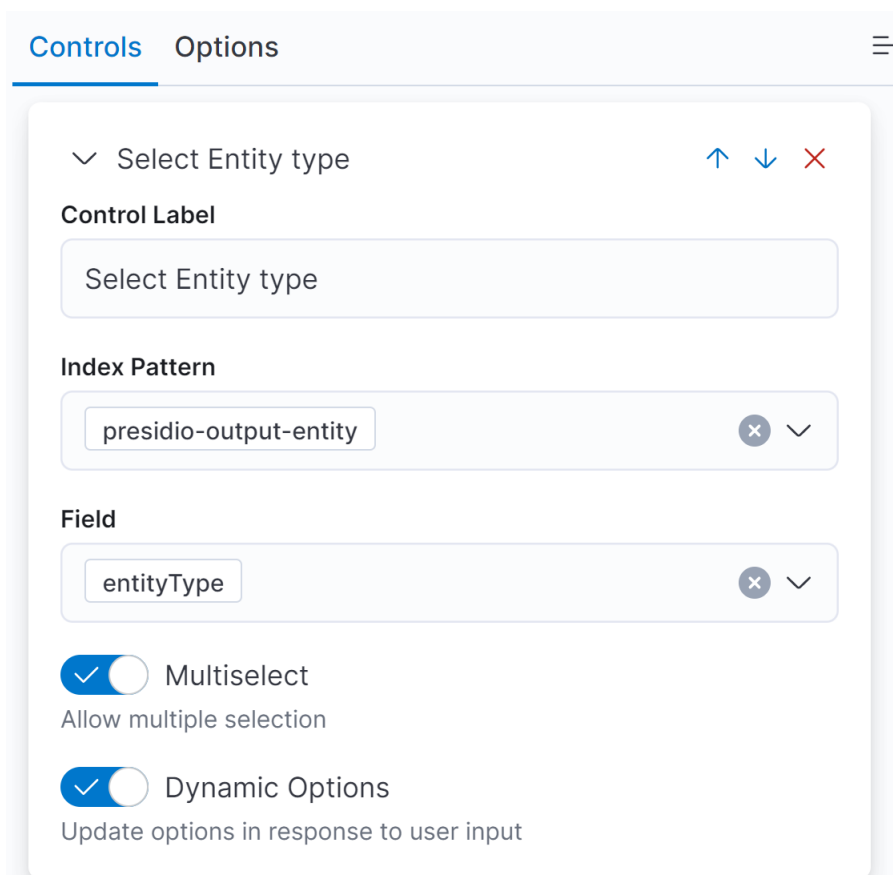 Controls Options
Select Entity type
Control Label
Select Entity type
Index Pattern
presidio-output-entity
Field
entityType
Multiselect
Allow multiple selection
Dynamic Options
Update options in response to user input